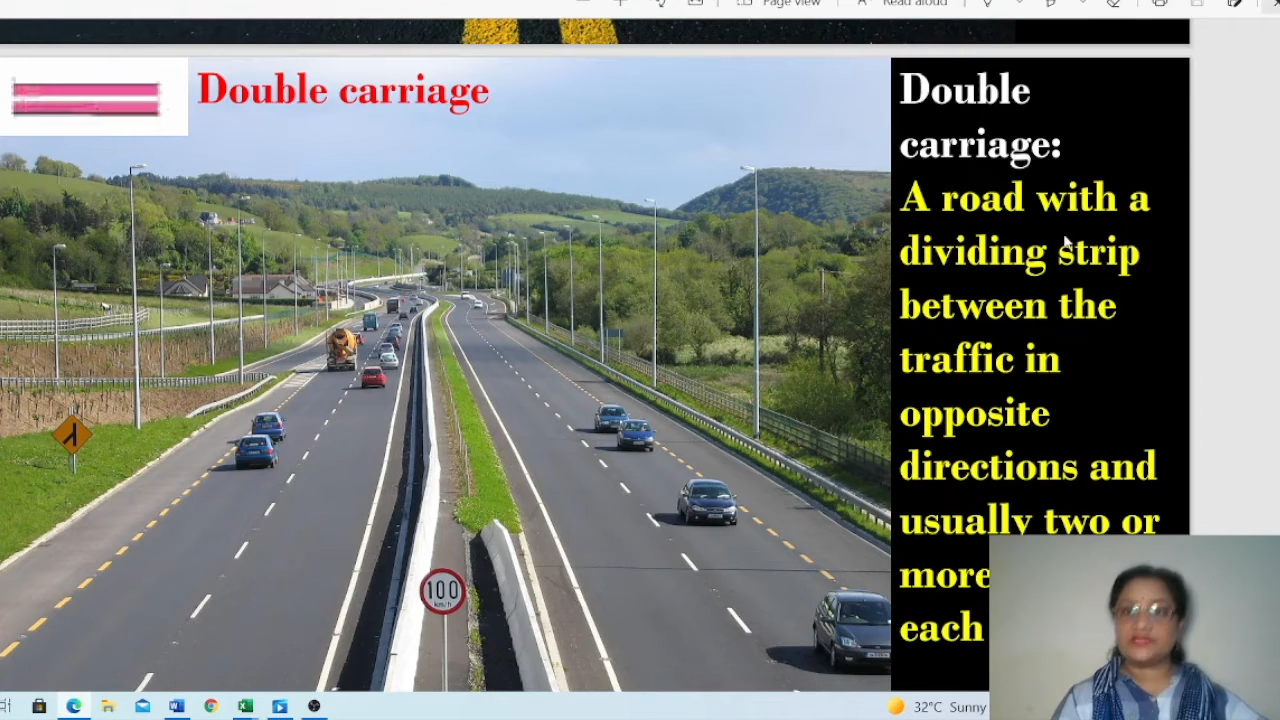 Page view
Read aloud
Double carriage
Double
carriage:
A road with a
dividing strip
between the
traffic in
opposite
directions and
usually two or
more
each
100
km/h
32°C Sunny